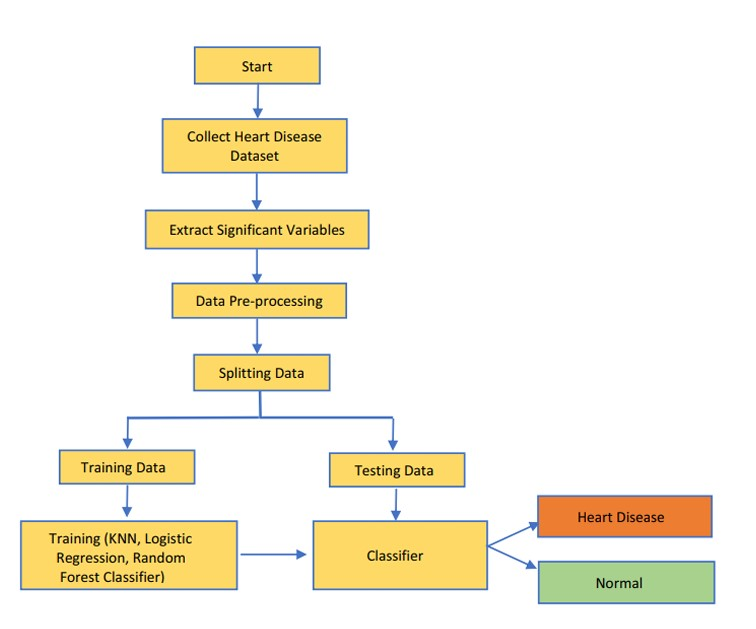 Start
Collect Heart Disease
Dataset
Extract Significant Variables
Data Pre-processing
Splitting Data
Training Data
Testing Data
Training (KNN, Logistic
Regression, Random
Forest Classifier)
Classifier
Heart Disease
Normal